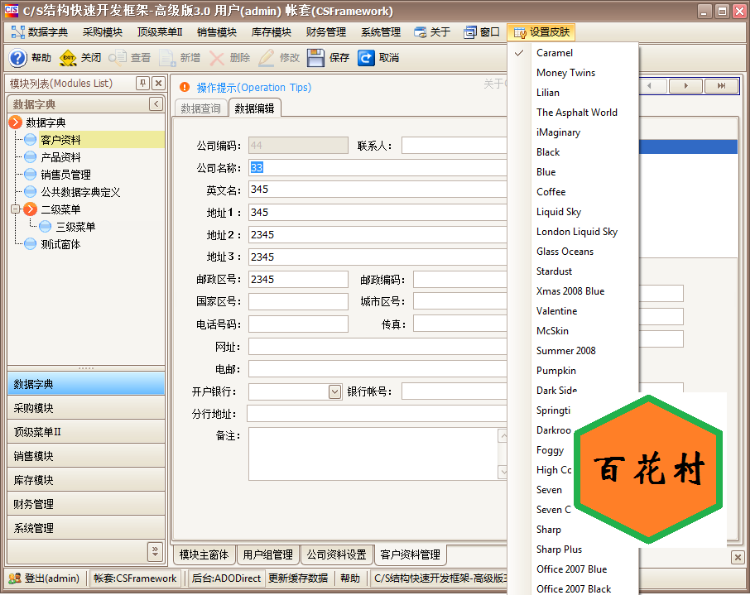 C/S结构快速开发框架-高级版3.0 用户(admin) 帐套(CSFramework)
数据字典 采购模块 顶级菜单II 销售模块 库存模块 财务管理 系统管理 关于 窗口 设置皮肤
帮助 关闭 查看 新增 删除 修改 保存 取消
模块列表(Modules List)
数据字典
数据字典
客户资料
产品资料
销售员管理
公共数据字典定义
二级菜单
三级菜单
测试窗体
数据字典
采购模块
顶级菜单II
销售模块
库存模块
财务管理
系统管理
操作提示(Operation Tips)
关于
数据查询 数据编辑
公司编码: 44 联系人:
公司名称: 33
英文名: 345
地址1: 345
地址2: 2345
地址3: 2345
邮政区号: 2345 邮政编码:
国家区号: 城市区号:
电话号码: 传真:
网址:
电邮:
开户银行: 银行帐号:
分行地址:
备注:
模块主窗体 用户组管理 公司资料设置 客户资料管理
Caramel
Money Twins
Lilian
The Asphalt World
iMaginary
Black
Blue
Coffee
Liquid Sky
London Liquid Sky
Glass Oceans
Stardust
Xmas 2008 Blue
Valentine
McSkin
Summer 2008
Pumpkin
Dark Side
Springti
Darkroo
Foggy
High Co
Seven
Seven C
Sharp
Sharp Plus
Office 2007 Blue
Office 2007 Black
百花村
登出(admin) 帐套:CSFramework 后台:ADODirect 更新缓存数据 帮助 C/S结构快速开发框架-高级版3